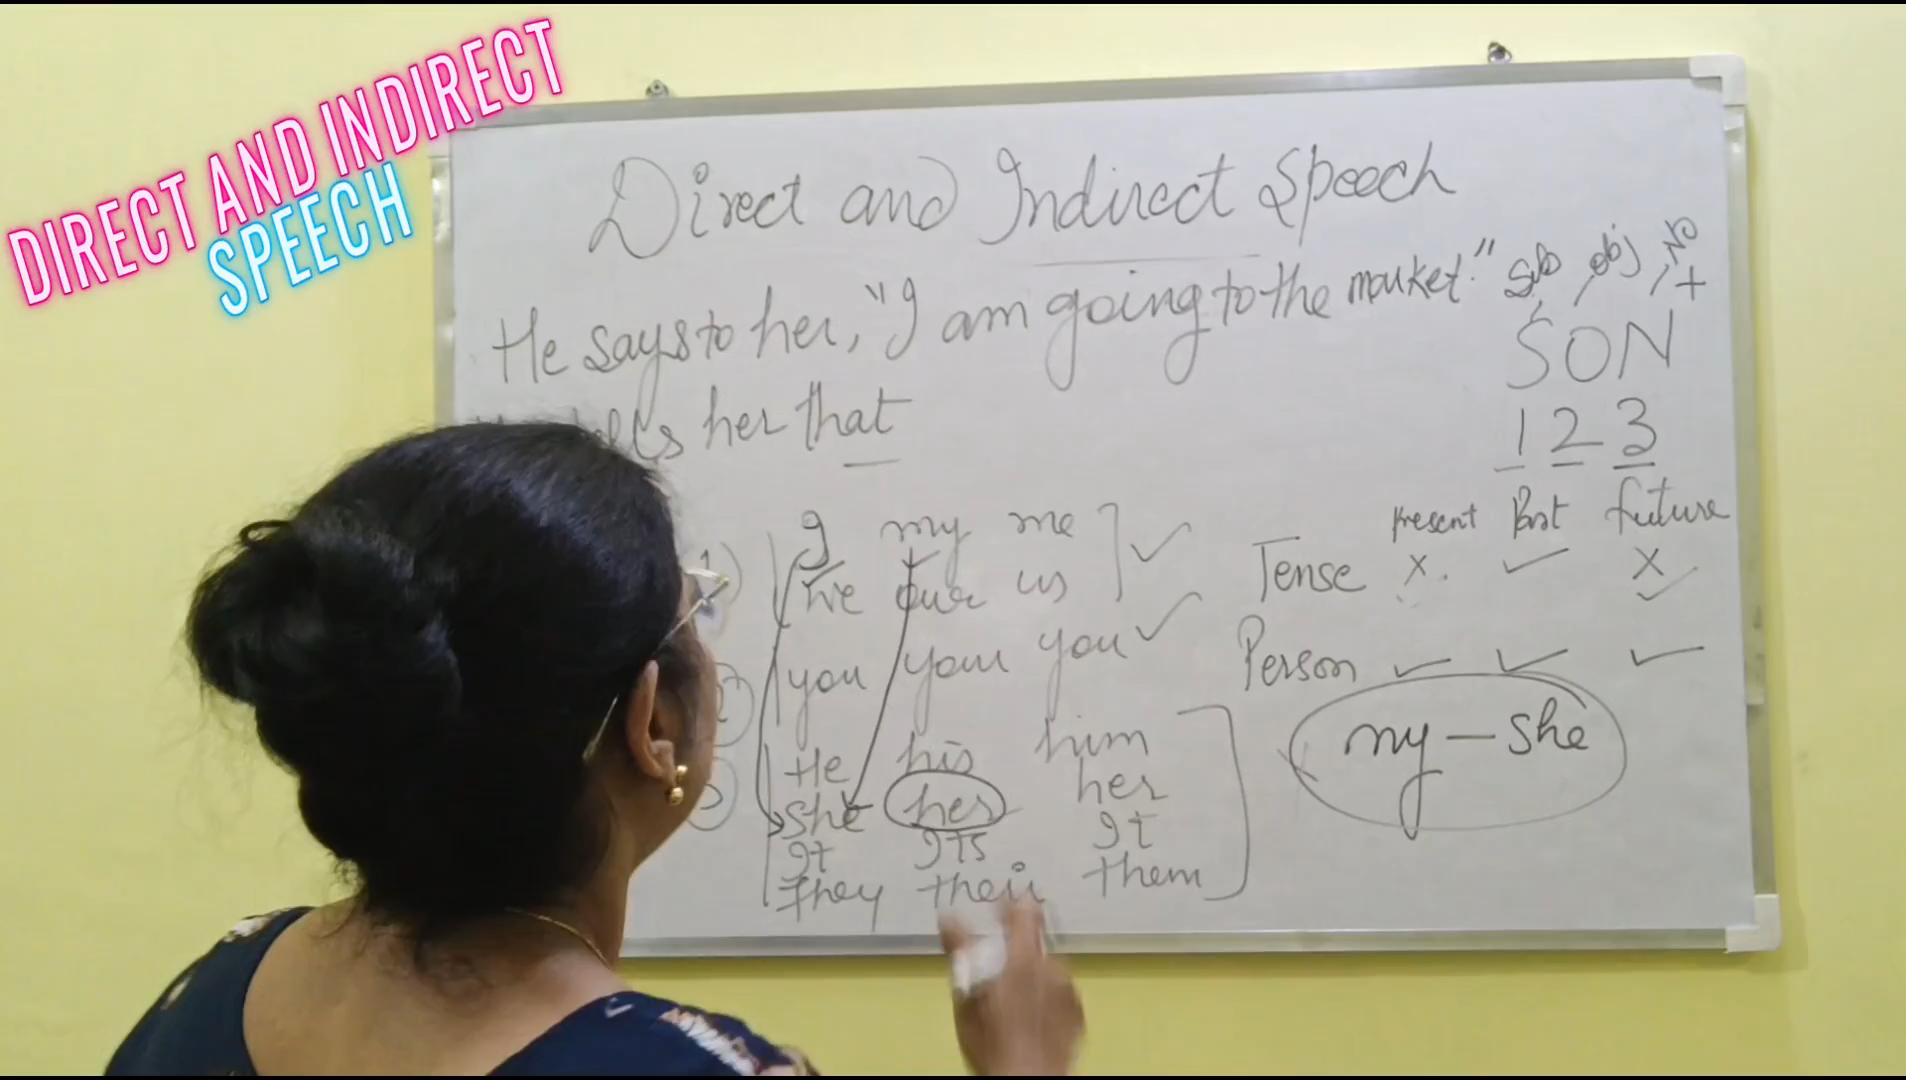 DIRECT AND INDIRECT
SPEECH
Direct and Indirect Speech
He says to her, "I am going to the market."
her that
Sub obj No
+
SON
1 2 3
1) I my me
We our us
you your you
He his him
She her her
It Its It
They their them
Present Past future
Tense x ✓ x
Person ✓ ✓ ✓
my – she